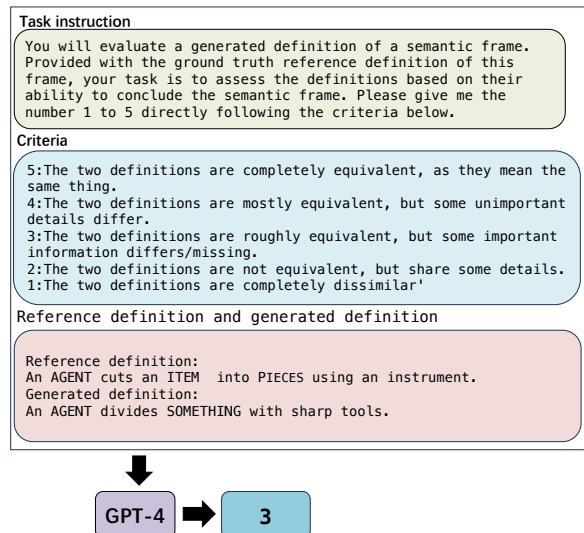 Task instruction
You will evaluate a generated definition of a semantic frame.
Provided with the ground truth reference definition of this
frame, your task is to assess the definitions based on their
ability to conclude the semantic frame. Please give me the
number 1 to 5 directly following the criteria below.
Criteria
5:The two definitions are completely equivalent, as they mean the
same thing.
4:The two definitions are mostly equivalent, but some unimportant
details differ.
3:The two definitions are roughly equivalent, but some important
information differs/missing.
2:The two definitions are not equivalent, but share some details.
1:The two definitions are completely dissimilar'
Reference definition and generated definition
Reference definition:
An AGENT cuts an ITEM into PIECES using an instrument.
Generated definition:
An AGENT divides SOMETHING with sharp tools.
GPT-4
3